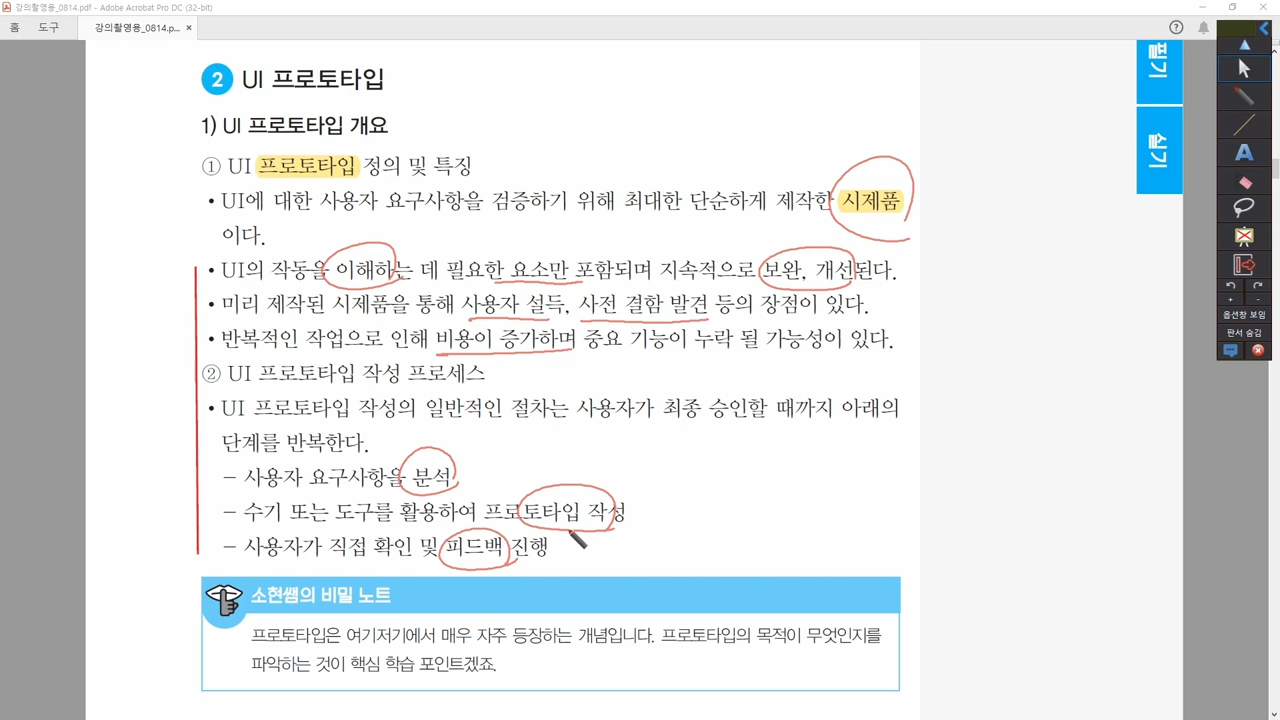 강의촬영용_0814.pdf - Adobe Acrobat Pro DC (32-bit)
홈 도구 강의촬영용_0814.p... ×
필기
실기
2 UI 프로토타입
1) UI 프로토타입 개요
① UI 프로토타입 정의 및 특징
• UI에 대한 사용자 요구사항을 검증하기 위해 최대한 단순하게 제작한 시제품
이다.
• UI의 작동을 이해하는 데 필요한 요소만 포함되며 지속적으로 보완, 개선된다.
• 미리 제작된 시제품을 통해 사용자 설득, 사전 결함 발견 등의 장점이 있다.
• 반복적인 작업으로 인해 비용이 증가하며 중요 기능이 누락 될 가능성이 있다.
② UI 프로토타입 작성 프로세스
• UI 프로토타입 작성의 일반적인 절차는 사용자가 최종 승인할 때까지 아래의
단계를 반복한다.
– 사용자 요구사항을 분석
– 수기 또는 도구를 활용하여 프로토타입 작성
– 사용자가 직접 확인 및 피드백 진행
소현쌤의 비밀 노트
프로토타입은 여기저기에서 매우 자주 등장하는 개념입니다. 프로토타입의 목적이 무엇인지를
파악하는 것이 핵심 학습 포인트겠죠.
A
옵션창 보임
판서 숨김